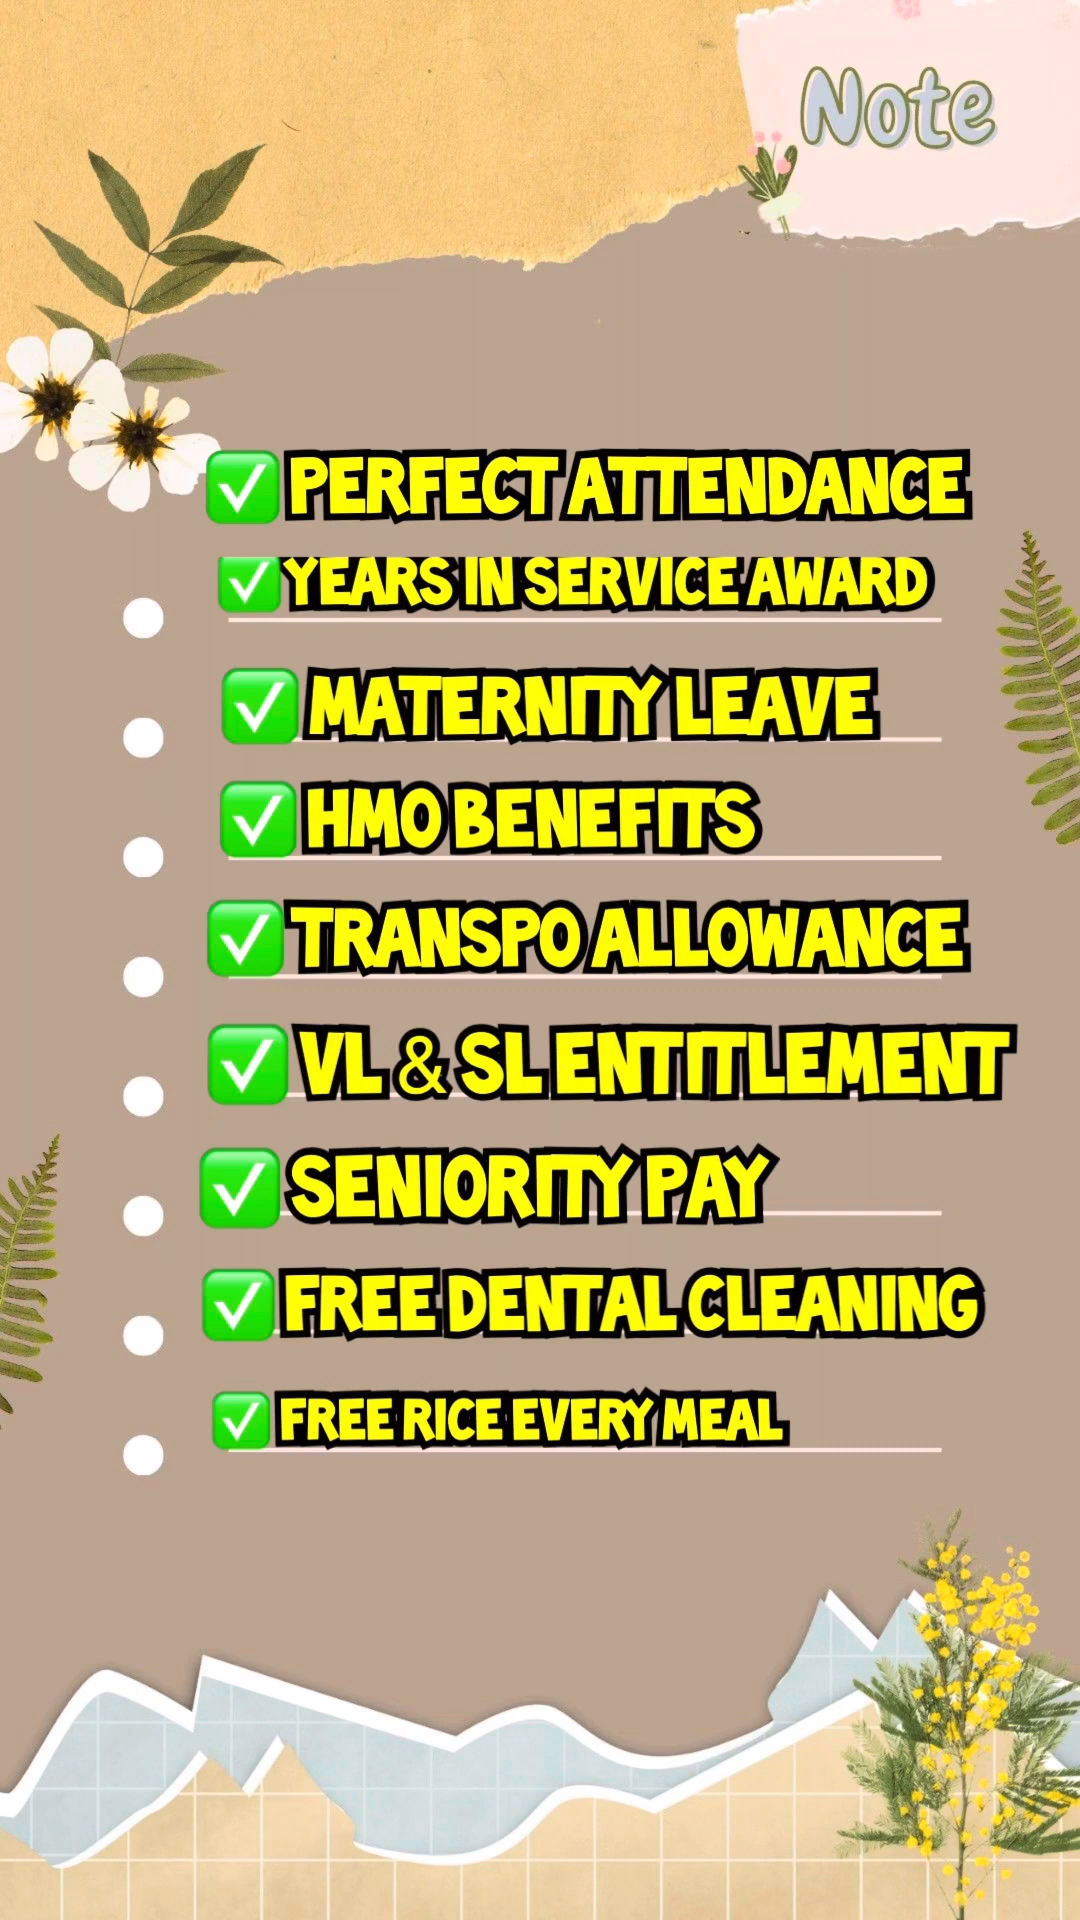 Note
✅ PERFECT ATTENDANCE
✅ YEARS IN SERVICE AWARD
✅ MATERNITY LEAVE
✅ HMO BENEFITS
✅ TRANSPO ALLOWANCE
✅ VL & SL ENTITLEMENT
✅ SENIORITY PAY
✅ FREE DENTAL CLEANING
✅ FREE RICE EVERY MEAL